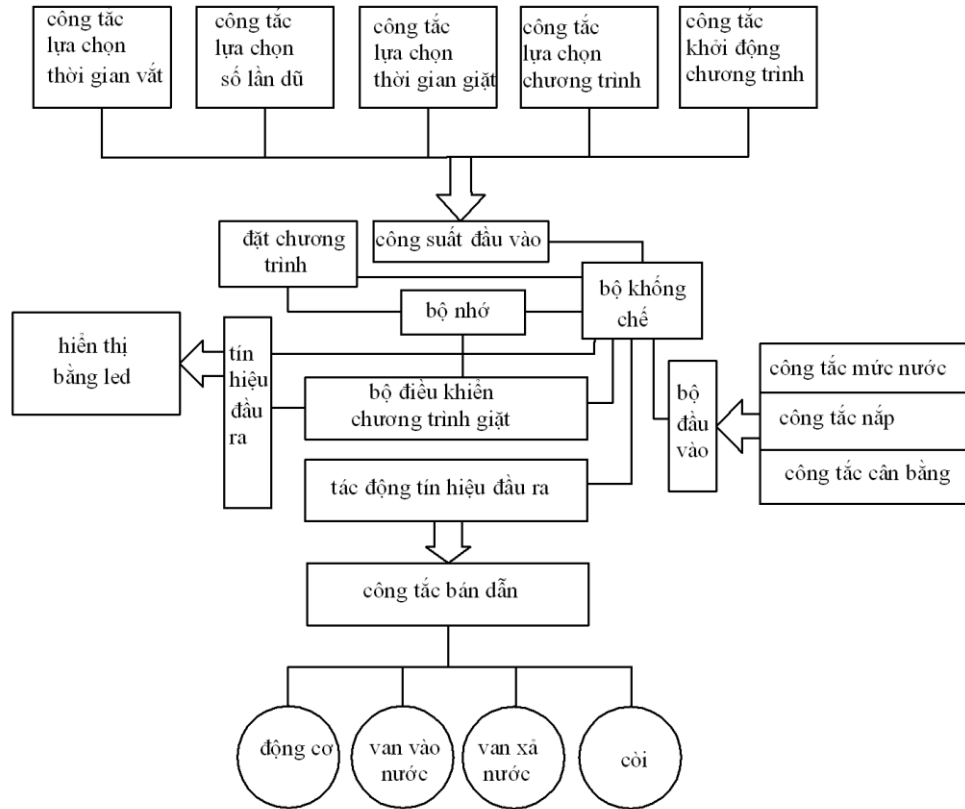 công tắc
lựa chọn
thời gian vắt
công tắc
lựa chọn
số lần dũ
công tắc
lựa chọn
thời gian giặt
công tắc
lựa chọn
chương trình
công tắc
khởi động
chương trình
đặt chương
trình
công suất đầu vào
bộ khống
chế
bộ nhớ
hiển thị
bằng led
tín
hiệu
đầu
ra
bộ điều khiển
chương trình giặt
bộ
đầu
vào
công tắc mức nước
công tắc nắp
công tắc cân bằng
tác động tín hiệu đầu ra
công tắc bán dẫn
động cơ
van vào
nước
van xả
nước
còi